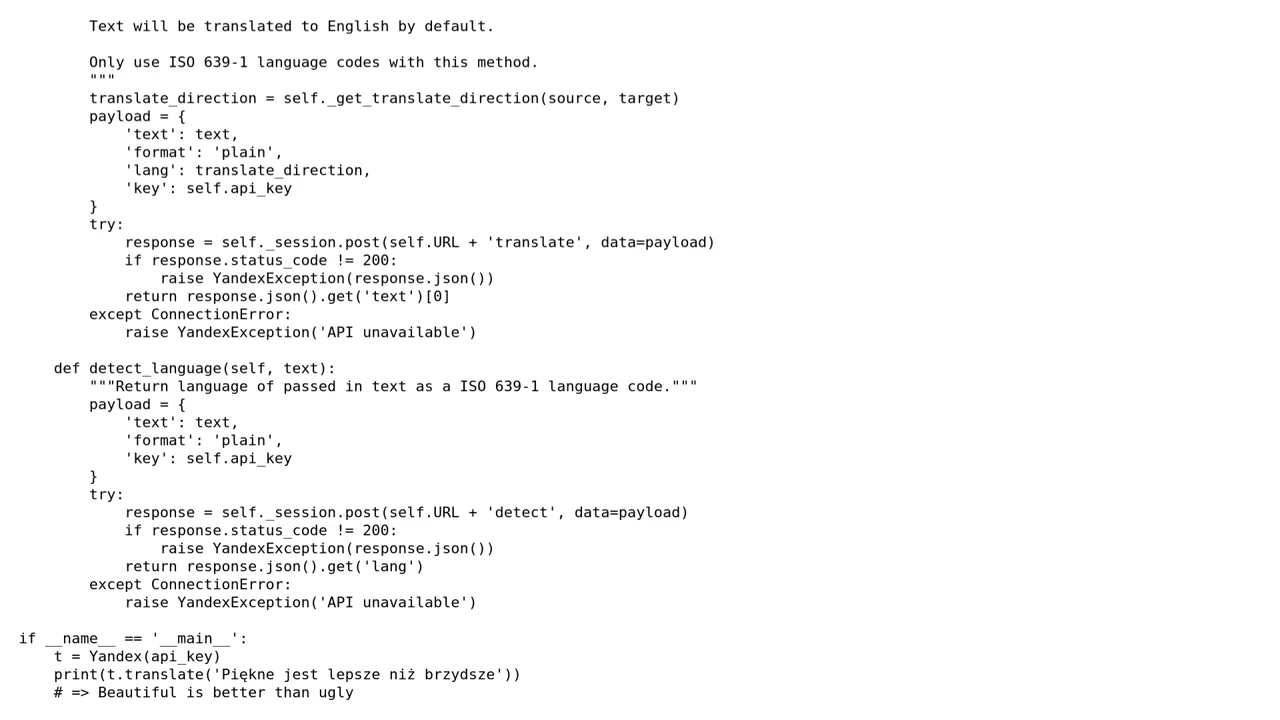 Text will be translated to English by default.

        Only use ISO 639-1 language codes with this method.
        """
        translate_direction = self._get_translate_direction(source, target)
        payload = {
            'text': text,
            'format': 'plain',
            'lang': translate_direction,
            'key': self.api_key
        }
        try:
            response = self._session.post(self.URL + 'translate', data=payload)
            if response.status_code != 200:
                raise YandexException(response.json())
            return response.json().get('text')[0]
        except ConnectionError:
            raise YandexException('API unavailable')

    def detect_language(self, text):
        """Return language of passed in text as a ISO 639-1 language code."""
        payload = {
            'text': text,
            'format': 'plain',
            'key': self.api_key
        }
        try:
            response = self._session.post(self.URL + 'detect', data=payload)
            if response.status_code != 200:
                raise YandexException(response.json())
            return response.json().get('lang')
        except ConnectionError:
            raise YandexException('API unavailable')

if __name__ == '__main__':
    t = Yandex(api_key)
    print(t.translate('Piękne jest lepsze niż brzydsze'))
    # => Beautiful is better than ugly